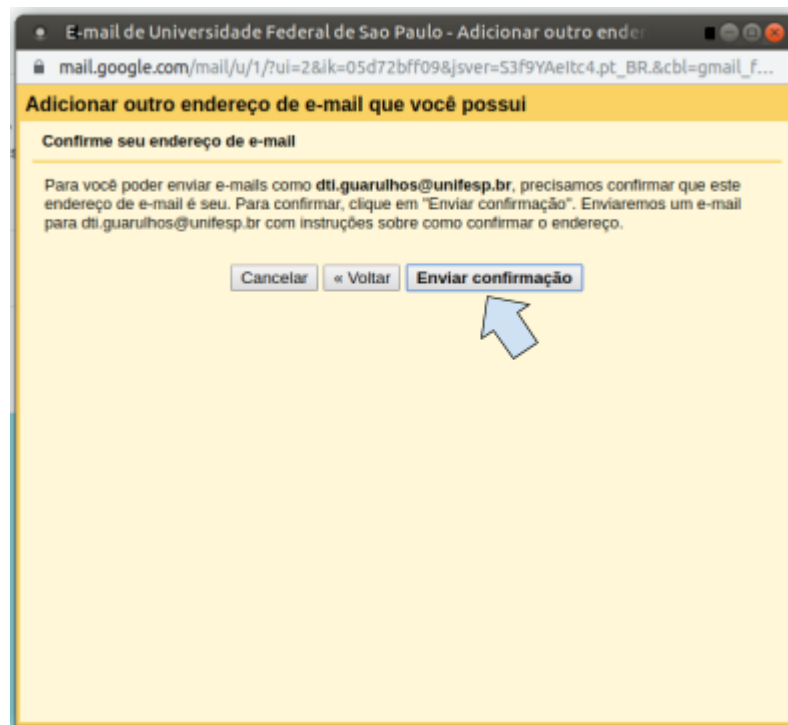 E-mail de Universidade Federal de Sao Paulo - Adicionar outro ender
mail.google.com/mail/u/1/?ui=2&ik=05d72bff09&jsver=S3f9YAeItc4.pt_BR.&cbl=gmail_f...
Adicionar outro endereço de e-mail que você possui
Confirme seu endereço de e-mail
Para você poder enviar e-mails como dti.guarulhos@unifesp.br, precisamos confirmar que este
endereço de e-mail é seu. Para confirmar, clique em "Enviar confirmação". Enviaremos um e-mail
para dti.guarulhos@unifesp.br com instruções sobre como confirmar o endereço.
Cancelar « Voltar Enviar confirmação